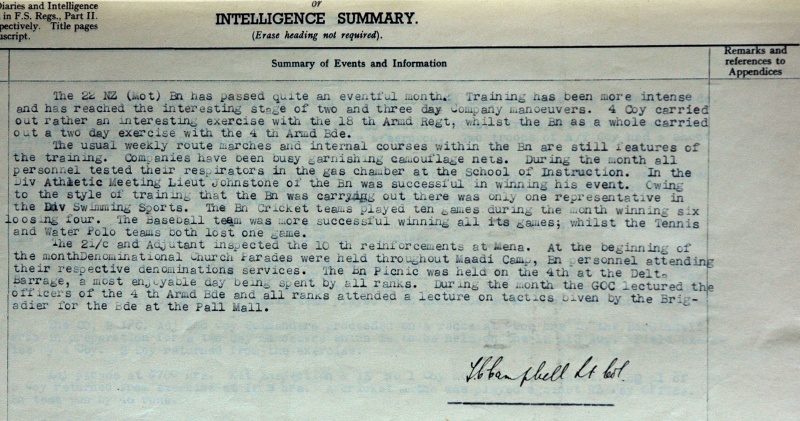 or
Diaries and Intelligence
in F.S. Regs., Part II.
pectively. Title pages
uscript.
INTELLIGENCE SUMMARY.
(Erase heading not required).
Summary of Events and Information
Remarks and
references to
Appendices
The 22 NZ (Mot) Bn has passed quite an eventful month. Training has been more intense
and has reached the interesting stage of two and three day Company manoeuvers. 4 Coy carried
out rather an interesting exercise with the 18 th Armd Regt, whilst the Bn as a whole carried
out a two day exercise with the 4 th Armd Bde.
The usual weekly route marches and internal courses within the Bn are still features of
the training. Companies have been busy garnishing camouflage nets. During the month all
personnel tested their respirators in the gas chamber at the School of Instruction. In the
Div Athletic Meeting Lieut Johnstone of the Bn was successful in winning his event. Owing
to the style of training that the Bn was carrying out there was only one representative in
the Div Swimming Sports. The Bn Cricket teams played ten games during the month winning six
loosing four. The baseball team was more successful winning all its games; whilst the Tennis
and Water Polo teams both lost one game.
The 2i/c and Adjutant inspected the 10 th reinforcements at Mena. At the beginning of
the monthDenominational Church Parades were held throughout Maadi Camp, Bn personnel attending
their respective denominations services. The Bn Picnic was held on the 4th at the Delta
Barrage, a most enjoyable day being spent by all ranks. During the month the GOC lectured the
officers of the 4 th Armd Bde and all ranks attended a lecture on tactics given by the Brig-
adier for the Bde at the Pall Mall.
Campbell Lt Col.